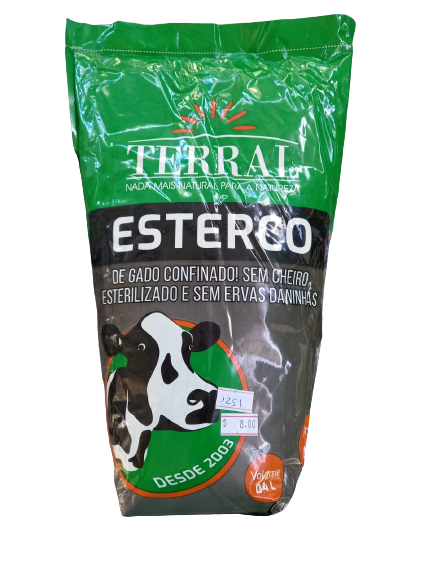 TERRAL
NADA MAIS NATURAL PARA A NATUREZA
ESTERCO
DE GADO CONFINADO! SEM CHEIRO,
ESTERILIZADO E SEM ERVAS DANINHAS
1251
$ 8.00
DESDE 2003
04 L